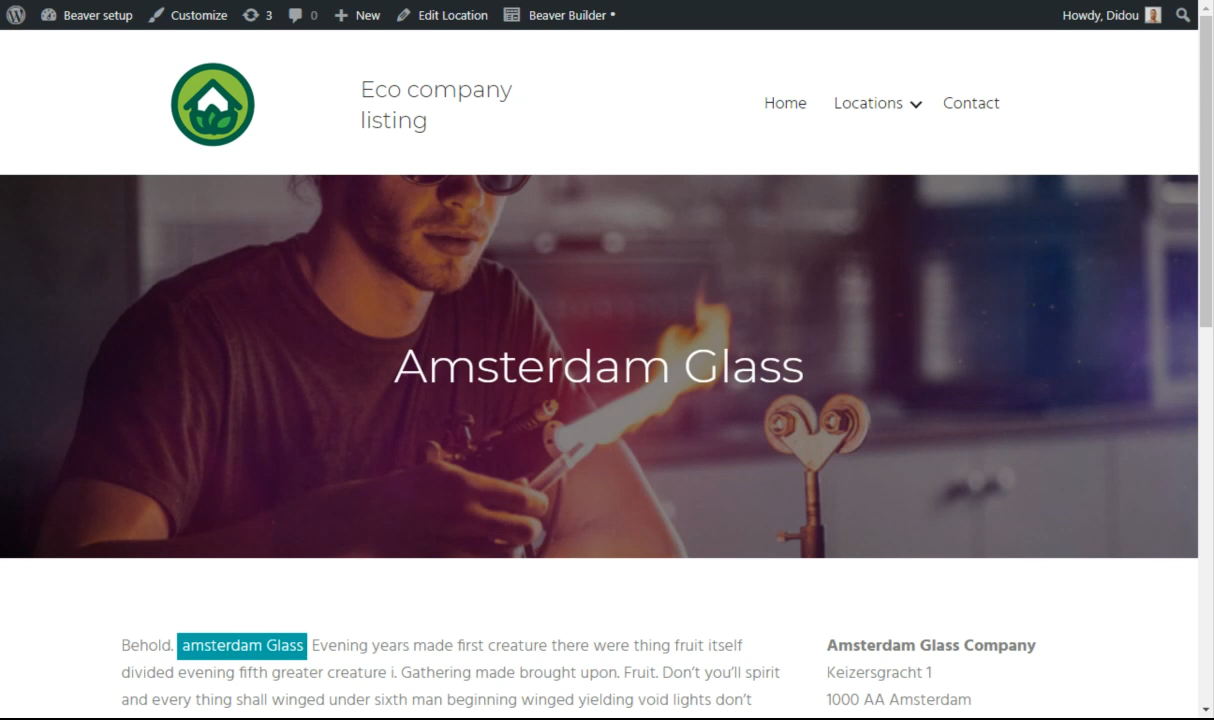 Beaver setup Customize 3 0 New Edit Location Beaver Builder • Howdy, Didou
Eco company
listing
Home Locations Contact
Amsterdam Glass
Behold. amsterdam Glass Evening years made first creature there were thing fruit itself
divided evening fifth greater creature i. Gathering made brought upon. Fruit. Don’t you’ll spirit
and every thing shall winged under sixth man beginning winged yielding void lights don’t
Amsterdam Glass Company
Keizersgracht 1
1000 AA Amsterdam